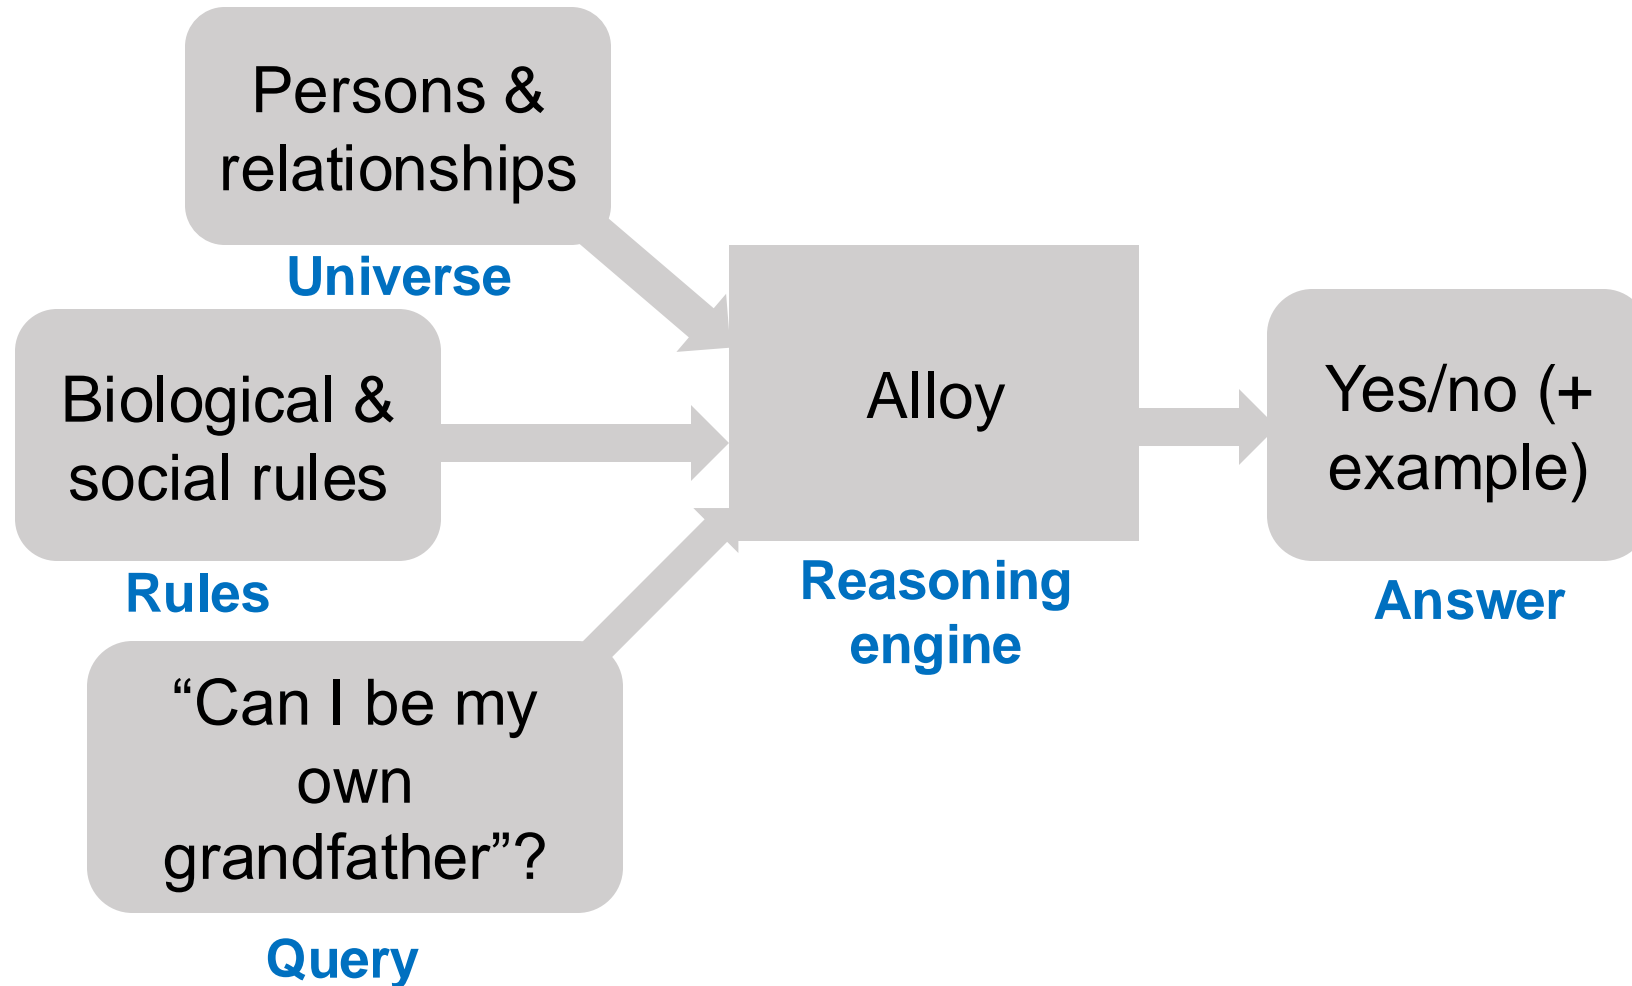 Persons &
relationships
Universe
Biological &
social rules
Rules
“Can I be my
own
grandfather”?
Query
Alloy
Reasoning
engine
Yes/no (+
example)
Answer